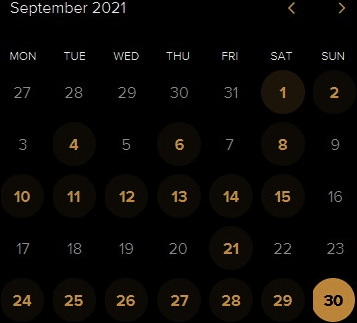 September 2021
MON TUE WED THU FRI SAT SUN
27 28 29 30 31 1 2
3 4 5 6 7 8 9
10 11 12 13 14 15 16
17 18 19 20 21 22 23
24 25 26 27 28 29 30